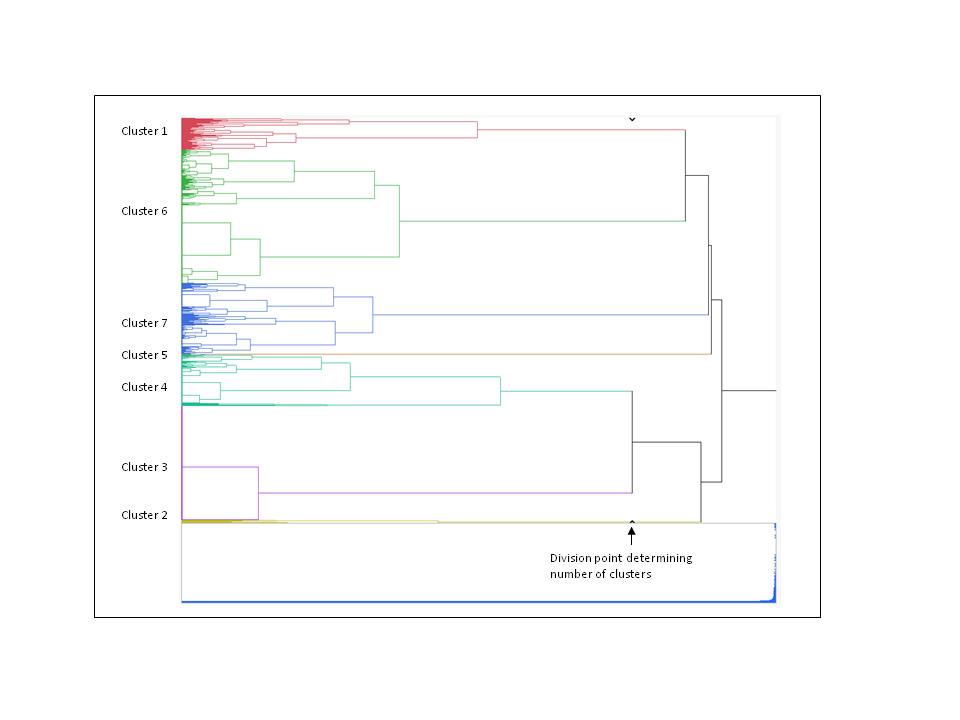 Cluster 1
Cluster 6
Cluster 7
Cluster 5
Cluster 4
Cluster 3
Cluster 2
Division point determining
number of clusters